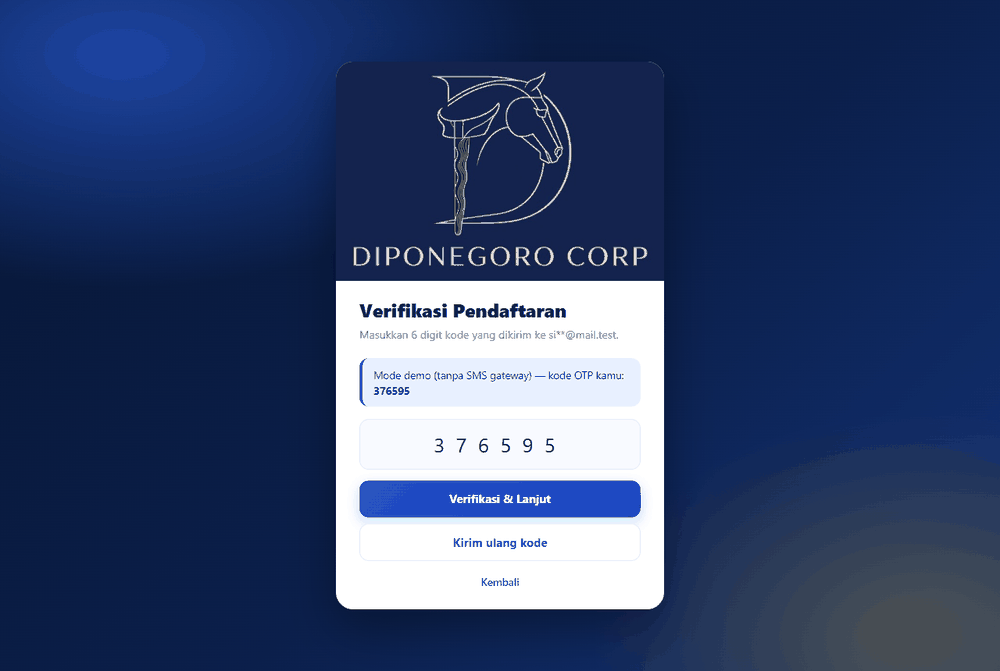 DIPONEGORO CORP
Verifikasi Pendaftaran
Masukkan 6 digit kode yang dikirim ke si**@mail.test.
Mode demo (tanpa SMS gateway) — kode OTP kamu:
376595
3 7 6 5 9 5
Verifikasi & Lanjut
Kirim ulang kode
Kembali